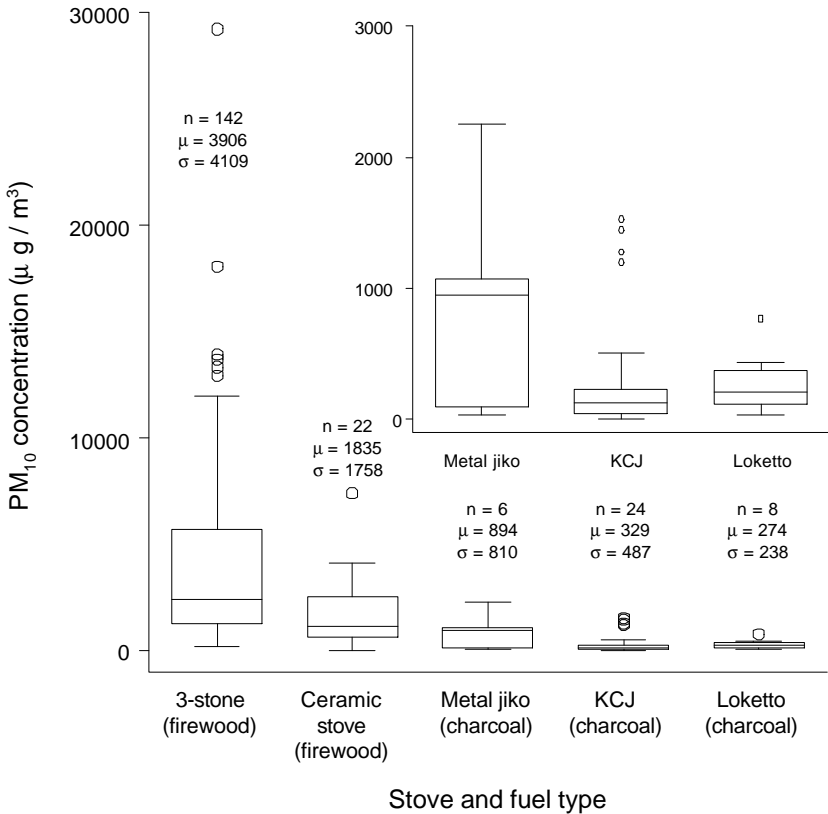 30000
20000
10000
0
PM10 concentration (μ g / m3)
n = 142
μ = 3906
σ = 4109
n = 22
μ = 1835
σ = 1758
3000
2000
1000
0
Metal jiko
KCJ
Loketto
n = 6
μ = 894
σ = 810
n = 24
μ = 329
σ = 487
n = 8
μ = 274
σ = 238
3-stone
(firewood)
Ceramic
stove
(firewood)
Metal jiko
(charcoal)
KCJ
(charcoal)
Loketto
(charcoal)
Stove and fuel type